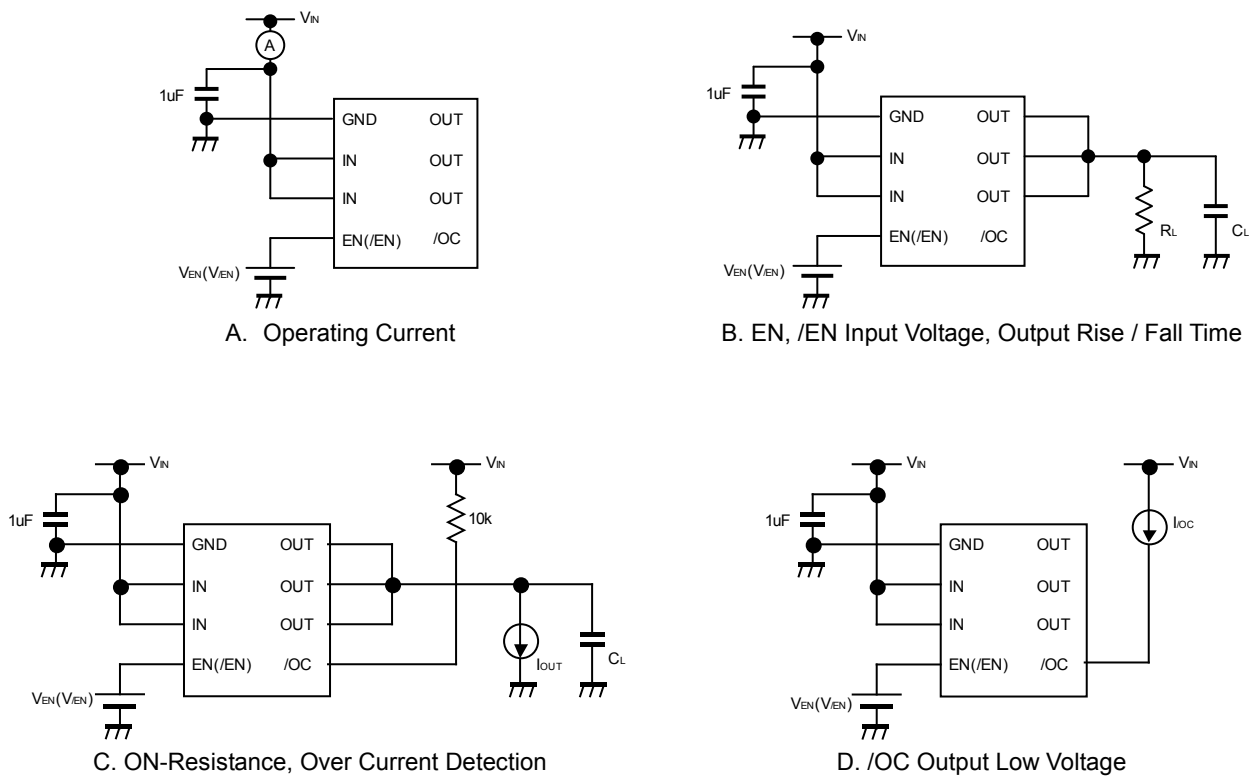 VIN
A
1uF
GND OUT
IN OUT
IN OUT
EN(/EN) /OC
VEN(V/EN)
A. Operating Current
VIN
1uF
GND OUT
IN OUT
IN OUT
EN(/EN) /OC
RL
CL
VEN(V/EN)
B. EN, /EN Input Voltage, Output Rise / Fall Time
VIN
VIN
1uF
10k
GND OUT
IN OUT
IN OUT
EN(/EN) /OC
IOUT
CL
VEN(V/EN)
C. ON-Resistance, Over Current Detection
VIN
VIN
1uF
I/OC
GND OUT
IN OUT
IN OUT
EN(/EN) /OC
VEN(V/EN)
D. /OC Output Low Voltage